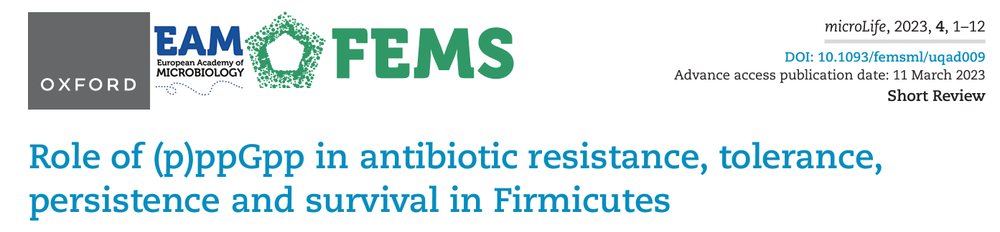 OXFORD
EAM
European Academy of
MICROBIOLOGY
FEMS
microLife, 2023, 4, 1–12
DOI: 10.1093/femsml/uqad009
Advance access publication date: 11 March 2023
Short Review
Role of (p)ppGpp in antibiotic resistance, tolerance,
persistence and survival in Firmicutes